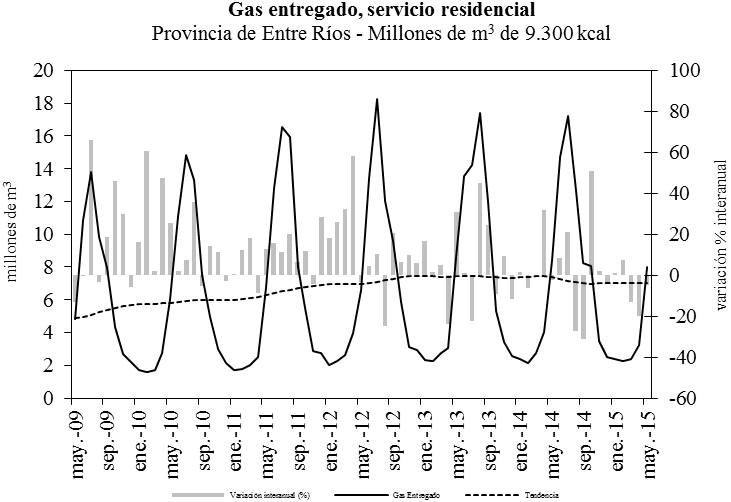 Gas entregado, servicio residencial
Provincia de Entre Ríos - Millones de m³ de 9.300 kcal
20
18
16
14
12
10
8
6
4
2
0
millones de m³
100
80
60
40
20
0
-20
-40
-60
variación % interanual
may.-09
sep.-09
ene.-10
may.-10
sep.-10
ene.-11
may.-11
sep.-11
ene.-12
may.-12
sep.-12
ene.-13
may.-13
sep.-13
ene.-14
may.-14
sep.-14
ene.-15
may.-15
Variación interanual (%) Gas Entregado Tendencia